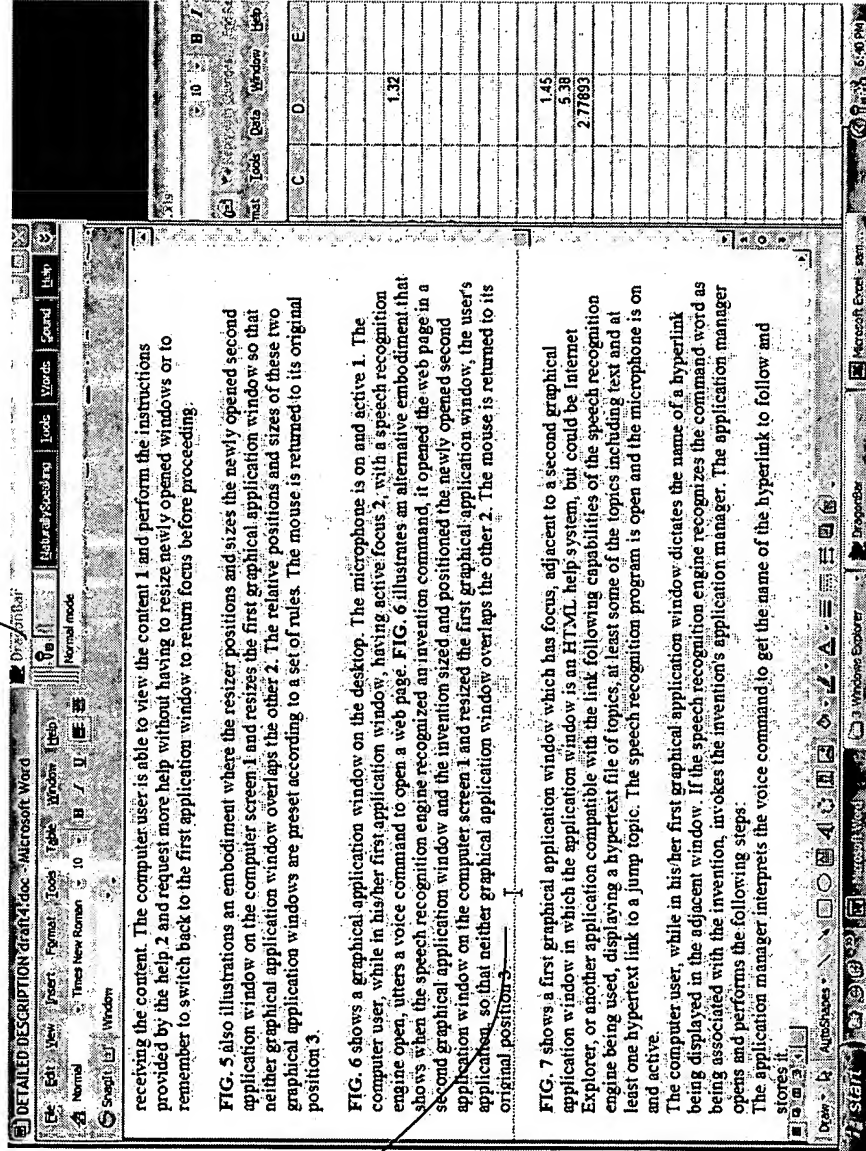 DETAILED DESCRIPTION draft4.doc - Microsoft Word
File Edit View Insert Format Tools Table Window Help
Normal Times New Roman 10 B I U
SnagIt Window
DragonBar
NaturallySpeaking Tools Words Sound Help
Normal mode
receiving the content. The computer user is able to view the content 1 and perform the instructions
provided by the help 2 and request more help without having to resize newly opened windows or to
remember to switch back to the first application window to return focus before proceeding.
FIG. 5 also illustrations an embodiment where the resizer positions and sizes the newly opened second
application window on the computer screen 1 and resizes the first graphical application window so that
neither graphical application window overlaps the other 2. The relative positions and sizes of these two
graphical application windows are preset according to a set of rules. The mouse is returned to its original
position 3.
FIG. 6 shows a graphical application window on the desktop. The microphone is on and active 1. The
computer user, while in his/her first application window, having active focus 2, with a speech recognition
engine open, utters a voice command to open a web page. FIG. 6 illustrates an alternative embodiment that
shows when the speech recognition engine recognized an invention command, it opened the web page in a
second graphical application window and the invention sized and positioned the newly opened second
application window on the computer screen 1 and resized the first graphical application window, the user's
application, so that neither graphical application window overlaps the other 2. The mouse is returned to its
original position 3.
FIG. 7 shows a first graphical application window which has focus, adjacent to a second graphical
application window in which the application window is an HTML help system, but could be Internet
Explorer, or another application compatible with the link following capabilities of the speech recognition
engine being used, displaying a hypertext file of topics, at least some of the topics including text and at
least one hypertext link to a jump topic. The speech recognition program is open and the microphone is on
and active.
The computer user, while in his/her first graphical application window dictates the name of a hyperlink
being displayed in the adjacent window. If the speech recognition engine recognizes the command word as
being associated with the invention, invokes the invention's application manager. The application manager
opens and performs the following steps:
The application manager interprets the voice command to get the name of the hyperlink to follow and
stores it.
Draw AutoShapes
.xls
10 B I
mat Tools Data Window Help
C D E
1.32
1.45
5.38
2.77893
start
Microsoft Word
3 Windows Explorer
DragonBar
Microsoft Excel - sam...
6:40 PM